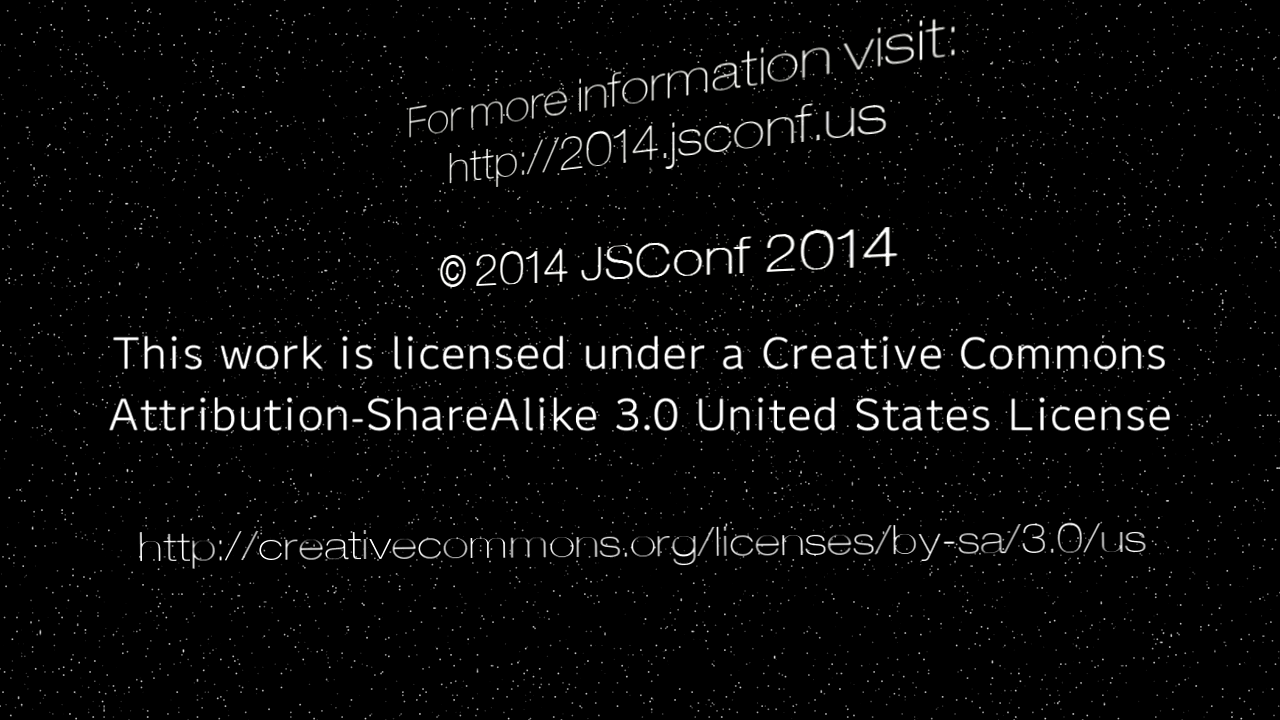 For more information visit:
http://2014.jsconf.us
© 2014 JSConf 2014
This work is licensed under a Creative Commons
Attribution-ShareAlike 3.0 United States License
http://creativecommons.org/licenses/by-sa/3.0/us